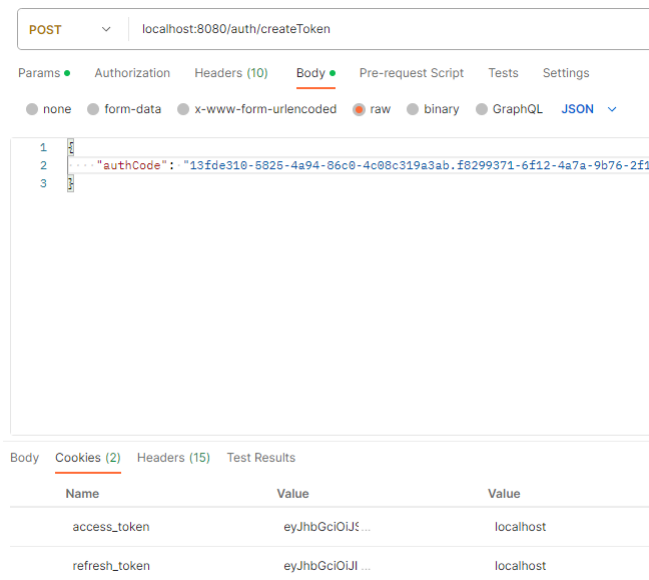 POST localhost:8080/auth/createToken
Params Authorization Headers (10) Body Pre-request Script Tests Settings
none form-data x-www-form-urlencoded raw binary GraphQL JSON
1 {
2 "authCode": "13fde310-5825-4a94-86c0-4c08c319a3ab.f8299371-6f12-4a7a-9b76-2f1
3 }
Body Cookies (2) Headers (15) Test Results
Name Value Value
access_token eyJhbGciOiJS... localhost
refresh_token eyJhbGciOiJI... localhost